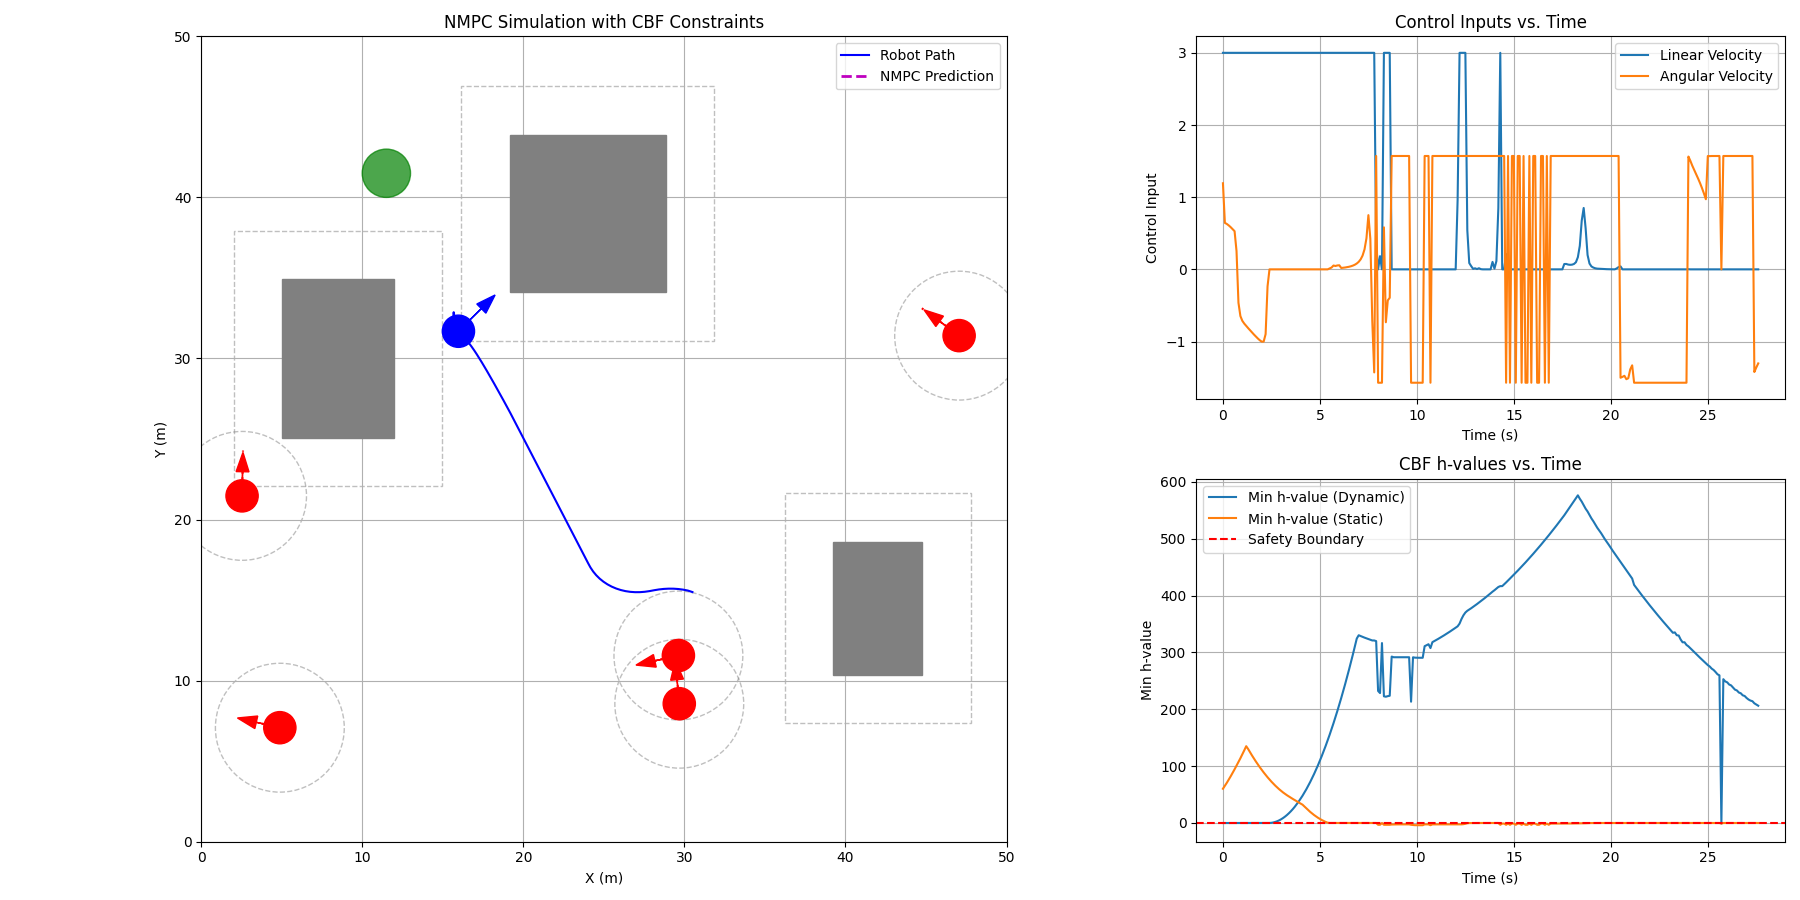 NMPC Simulation with CBF Constraints
Robot Path
NMPC Prediction
50
40
30
20
10
0
Y (m)
0 10 20 30 40 50
X (m)
Control Inputs vs. Time
Linear Velocity
Angular Velocity
3
2
1
0
−1
Control Input
0 5 10 15 20 25
Time (s)
CBF h-values vs. Time
Min h-value (Dynamic)
Min h-value (Static)
Safety Boundary
600
500
400
300
200
100
0
Min h-value
0 5 10 15 20 25
Time (s)